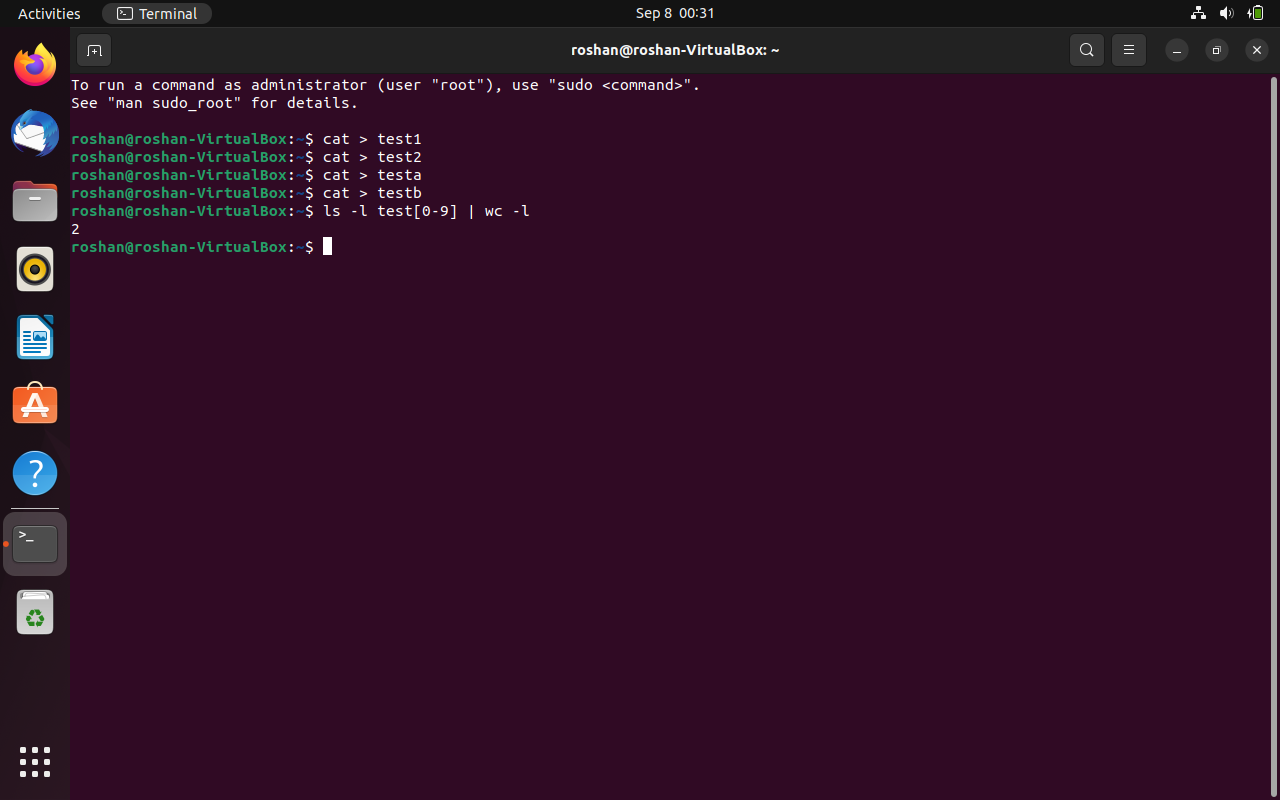 Activities Terminal Sep 8 00:31
roshan@roshan-VirtualBox: ~
To run a command as administrator (user "root"), use "sudo <command>".
See "man sudo_root" for details.
roshan@roshan-VirtualBox:~$ cat > test1
roshan@roshan-VirtualBox:~$ cat > test2
roshan@roshan-VirtualBox:~$ cat > testa
roshan@roshan-VirtualBox:~$ cat > testb
roshan@roshan-VirtualBox:~$ ls -l test[0-9] | wc -l
2
roshan@roshan-VirtualBox:~$